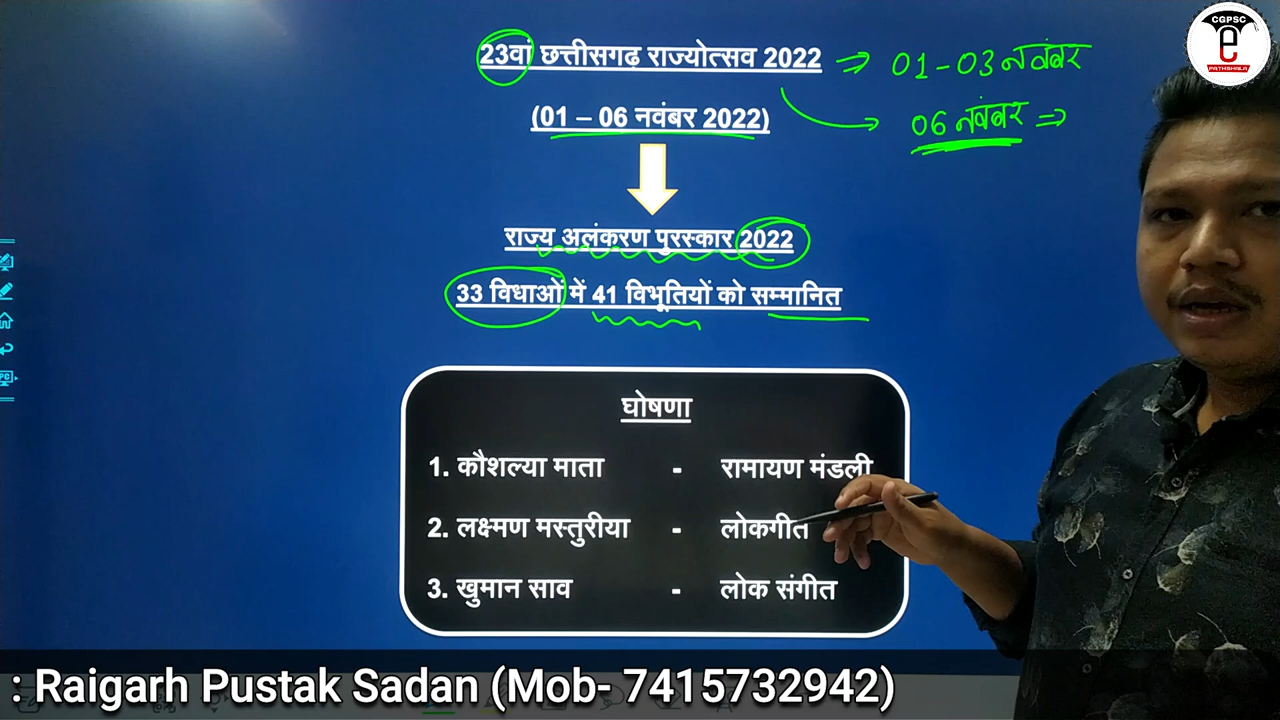 CGPSC
e
PATHSHALA
23वां छत्तीसगढ़ राज्योत्सव 2022 ⇒ 01-03 नवंबर
(01 – 06 नवंबर 2022) 06 नवंबर ⇒
राज्य अलंकरण पुरस्कार 2022
33 विधाओं में 41 विभूतियों को सम्मानित
घोषणा
1. कौशल्या माता - रामायण मंडली
2. लक्ष्मण मस्तुरीया - लोकगीत
3. खुमान साव - लोक संगीत
: Raigarh Pustak Sadan (Mob- 7415732942)